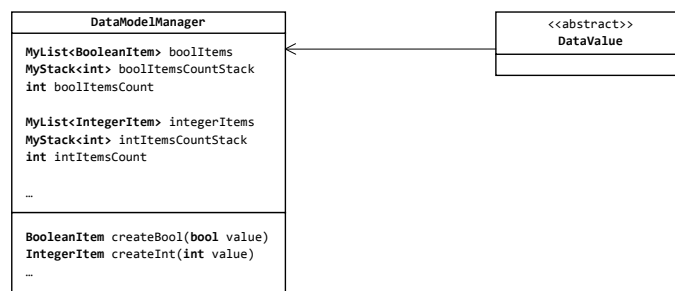 DataModelManager
MyList<BooleanItem> boolItems
MyStack<int> boolItemsCountStack
int boolItemsCount
MyList<IntegerItem> integerItems
MyStack<int> intItemsCountStack
int intItemsCount
…
BooleanItem createBool(bool value)
IntegerItem createInt(int value)
…
<<abstract>>
DataValue